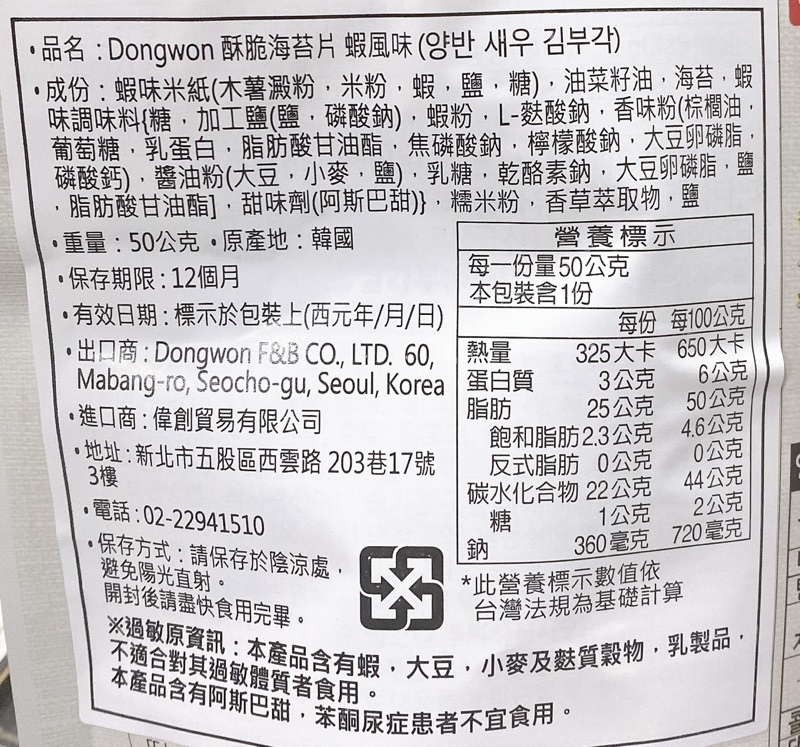 •品名：Dongwon 酥脆海苔片 蝦風味 (양반 새우 김부각)
•成份：蝦味米紙(木薯澱粉，米粉，蝦，鹽，糖)，油菜籽油，海苔，蝦
味調味料{糖，加工鹽(鹽，磷酸鈉)，蝦粉，L-麩酸鈉，香味粉(棕櫚油，
葡萄糖，乳蛋白，脂肪酸甘油酯，焦磷酸鈉，檸檬酸鈉，大豆卵磷脂，
磷酸鈣)，醬油粉(大豆，小麥，鹽)，乳糖，乾酪素鈉，大豆卵磷脂，鹽
，脂肪酸甘油酯]，甜味劑(阿斯巴甜)}，糯米粉，香草萃取物，鹽
•重量：50公克 •原產地：韓國
•保存期限：12個月
•有效日期：標示於包裝上(西元年/月/日)
•出口商：Dongwon F&B CO., LTD. 60,
Mabang-ro, Seocho-gu, Seoul, Korea
•進口商：偉創貿易有限公司
•地址：新北市五股區西雲路 203巷17號
3樓
•電話：02-22941510
•保存方式：請保存於陰涼處，
避免陽光直射。
開封後請盡快食用完畢。
營養標示
每一份量50公克
本包裝含1份
每份 每100公克
熱量 325大卡 650大卡
蛋白質 3公克 6公克
脂肪 25公克 50公克
飽和脂肪 2.3公克 4.6公克
反式脂肪 0公克 0公克
碳水化合物 22公克 44公克
糖 1公克 2公克
鈉 360毫克 720毫克
*此營養標示數值依
台灣法規為基礎計算
※過敏原資訊：本產品含有蝦，大豆，小麥及麩質穀物，乳製品，
不適合對其過敏體質者食用。
本產品含有阿斯巴甜，苯酮尿症患者不宜食用。